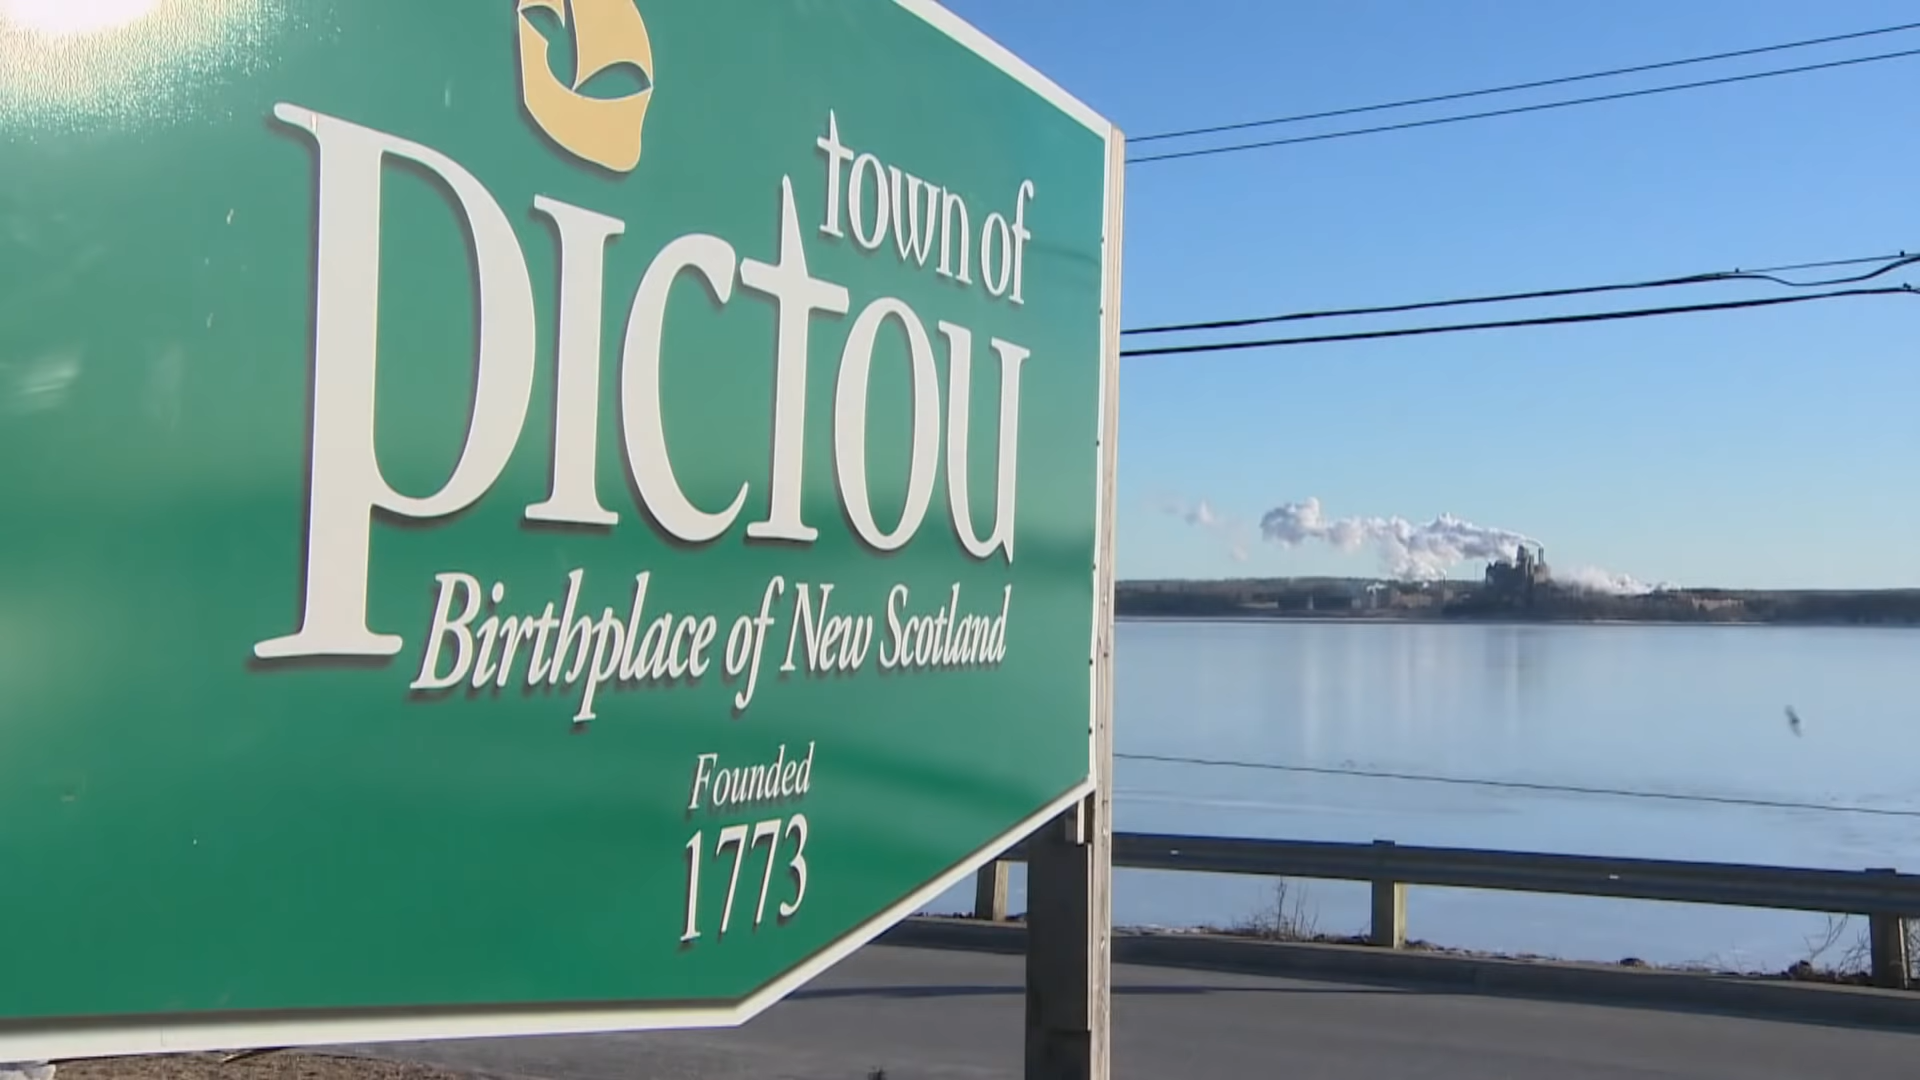 town of
Pictou
Birthplace of New Scotland
Founded
1773